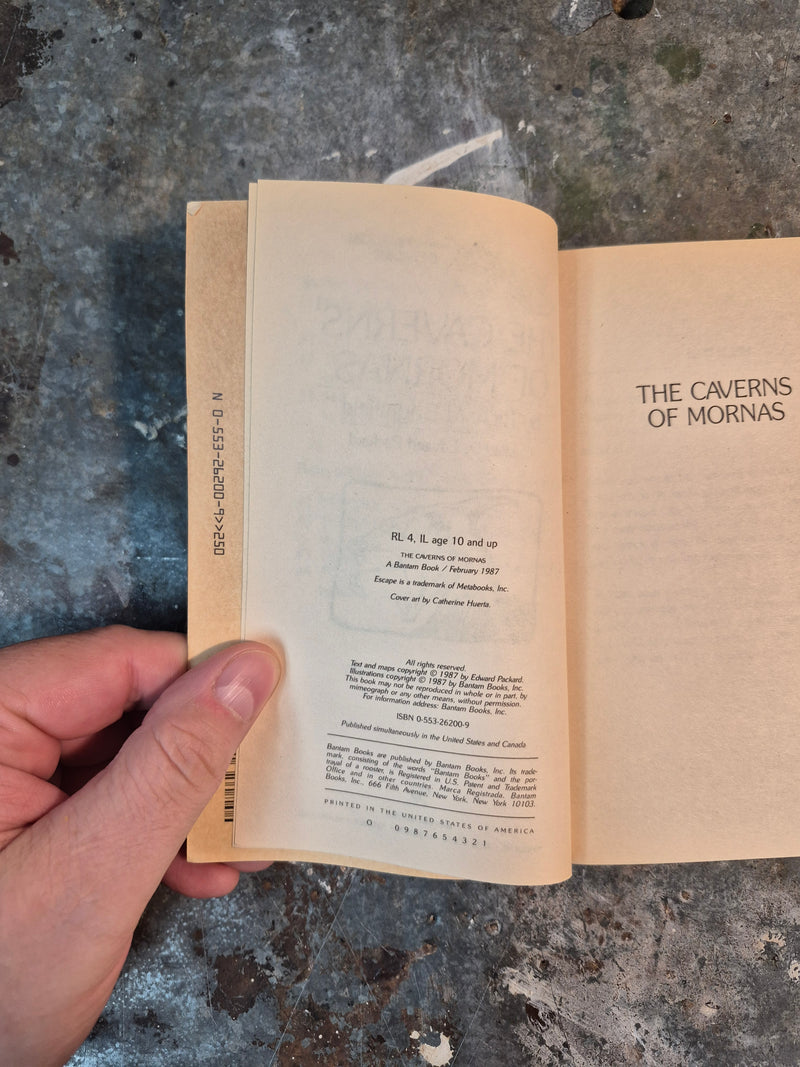 N 0-553-26200-9>>250
RL 4, IL age 10 and up
THE CAVERNS OF MORNAS
A Bantam Book / February 1987
Escape is a trademark of Metabooks, Inc.
Cover art by Catherine Huerta.
All rights reserved.
Text and maps copyright © 1987 by Edward Packard.
Illustrations copyright © 1987 by Bantam Books, Inc.
This book may not be reproduced in whole or in part, by
mimeograph or any other means, without permission.
For information address: Bantam Books, Inc.
ISBN 0-553-26200-9
Published simultaneously in the United States and Canada
Bantam Books are published by Bantam Books, Inc. Its trade-
mark, consisting of the words "Bantam Books" and the por-
trayal of a rooster, is Registered in U.S. Patent and Trademark
Office and in other countries. Marca Registrada. Bantam
Books, Inc., 666 Fifth Avenue, New York, New York 10103.
PRINTED IN THE UNITED STATES OF AMERICA
O 0 9 8 7 6 5 4 3 2 1
THE CAVERNS
OF MORNAS